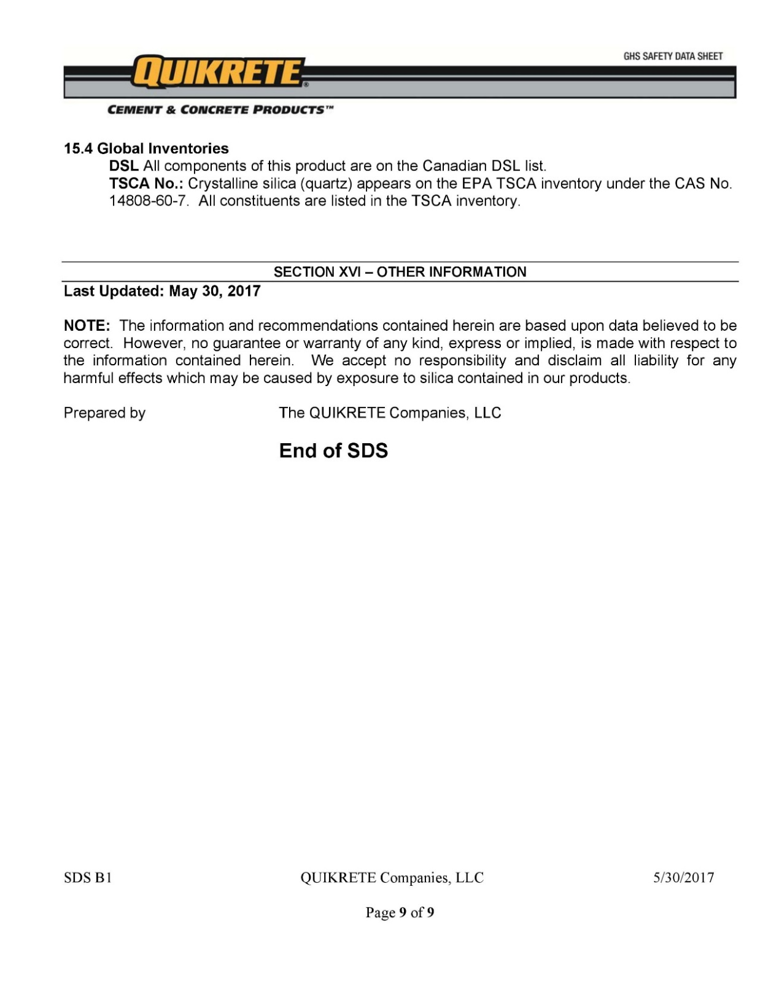 GHS SAFETY DATA SHEET
QUIKRETE®
CEMENT & CONCRETE PRODUCTS™
15.4 Global Inventories
DSL All components of this product are on the Canadian DSL list.
TSCA No.: Crystalline silica (quartz) appears on the EPA TSCA inventory under the CAS No.
14808-60-7. All constituents are listed in the TSCA inventory.
SECTION XVI – OTHER INFORMATION
Last Updated: May 30, 2017
NOTE: The information and recommendations contained herein are based upon data believed to be
correct. However, no guarantee or warranty of any kind, express or implied, is made with respect to
the information contained herein. We accept no responsibility and disclaim all liability for any
harmful effects which may be caused by exposure to silica contained in our products.
Prepared by The QUIKRETE Companies, LLC
End of SDS
SDS B1 QUIKRETE Companies, LLC 5/30/2017
Page 9 of 9